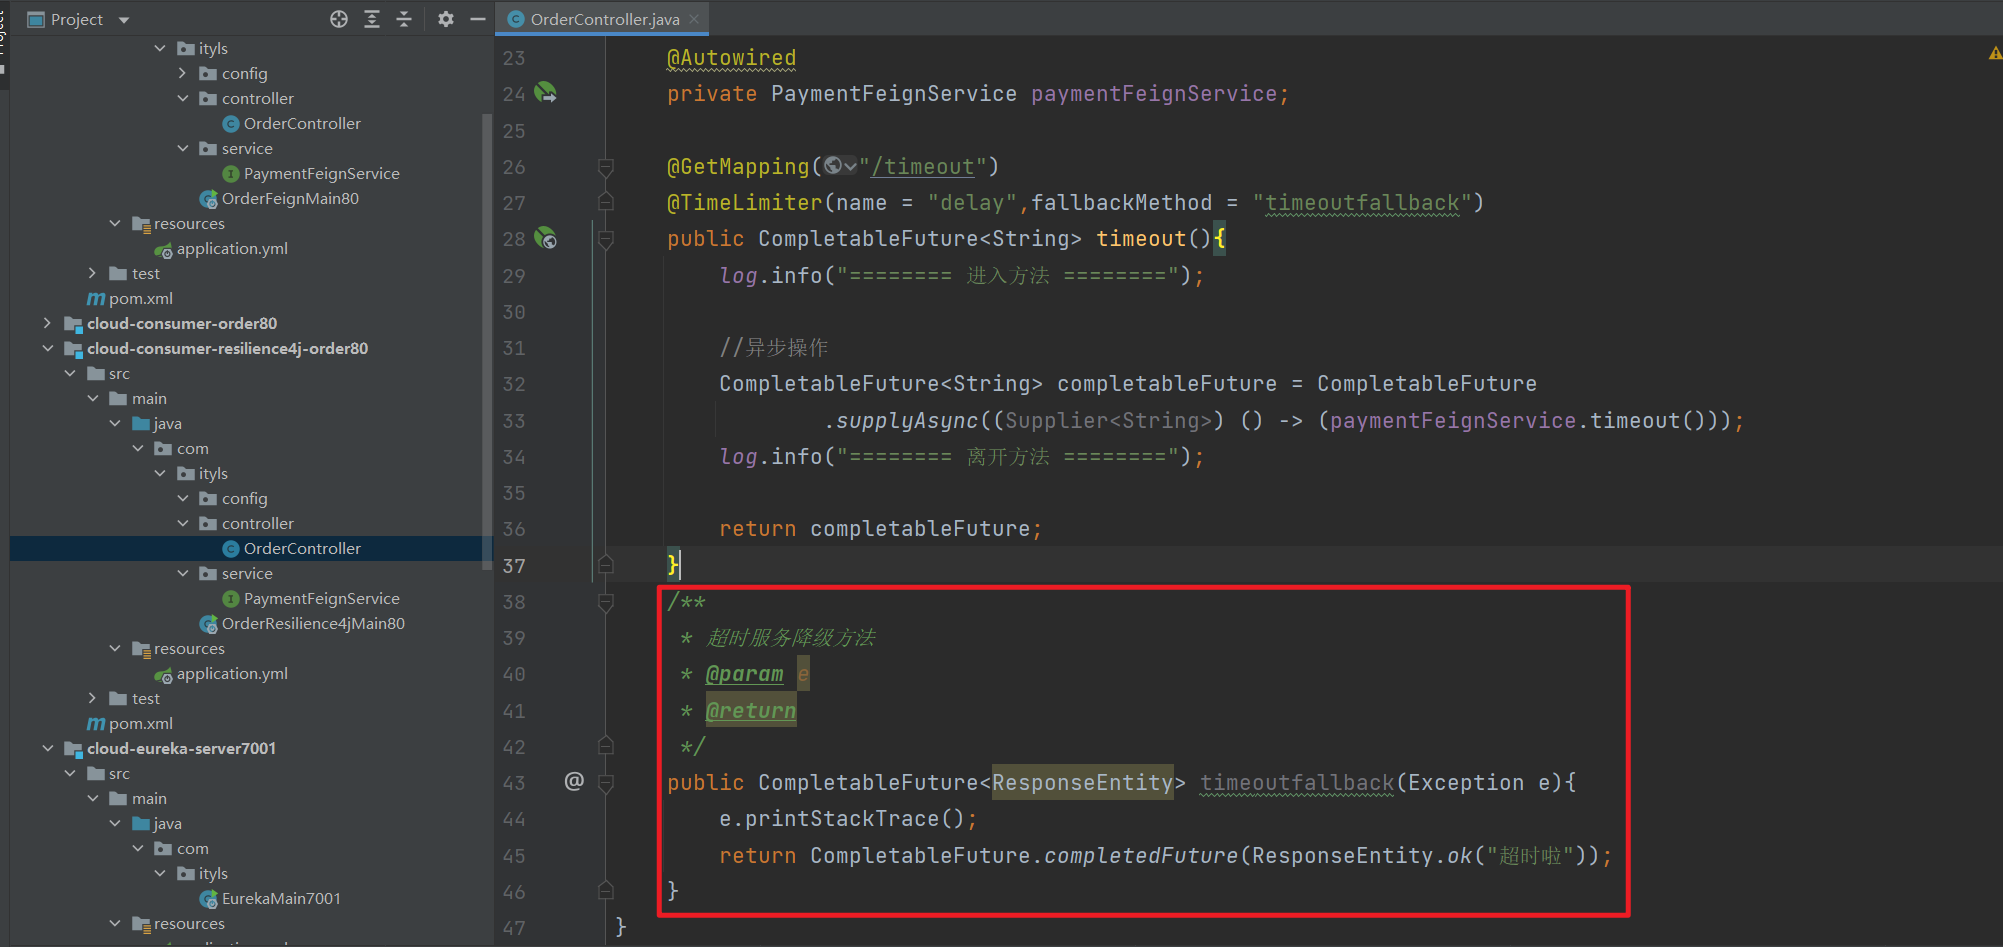 Project
OrderController.java
ityls
config
controller
OrderController
service
PaymentFeignService
OrderFeignMain80
resources
application.yml
test
pom.xml
cloud-consumer-order80
cloud-consumer-resilience4j-order80
src
main
java
com
ityls
config
controller
OrderController
service
PaymentFeignService
OrderResilience4jMain80
resources
application.yml
test
pom.xml
cloud-eureka-server7001
src
main
java
com
ityls
EurekaMain7001
resources
23 @Autowired
24 private PaymentFeignService paymentFeignService;
25
26 @GetMapping("/timeout")
27 @TimeLimiter(name = "delay",fallbackMethod = "timeoutfallback")
28 public CompletableFuture<String> timeout(){
29 log.info("======== 进入方法 ========");
30
31 //异步操作
32 CompletableFuture<String> completableFuture = CompletableFuture
33 .supplyAsync((Supplier<String>) () -> (paymentFeignService.timeout()));
34 log.info("======== 离开方法 ========");
35
36 return completableFuture;
37 }
38 /**
39 * 超时服务降级方法
40 * @param e
41 * @return
42 */
43 @ public CompletableFuture<ResponseEntity> timeoutfallback(Exception e){
44 e.printStackTrace();
45 return CompletableFuture.completedFuture(ResponseEntity.ok("超时啦"));
46 }
47 }